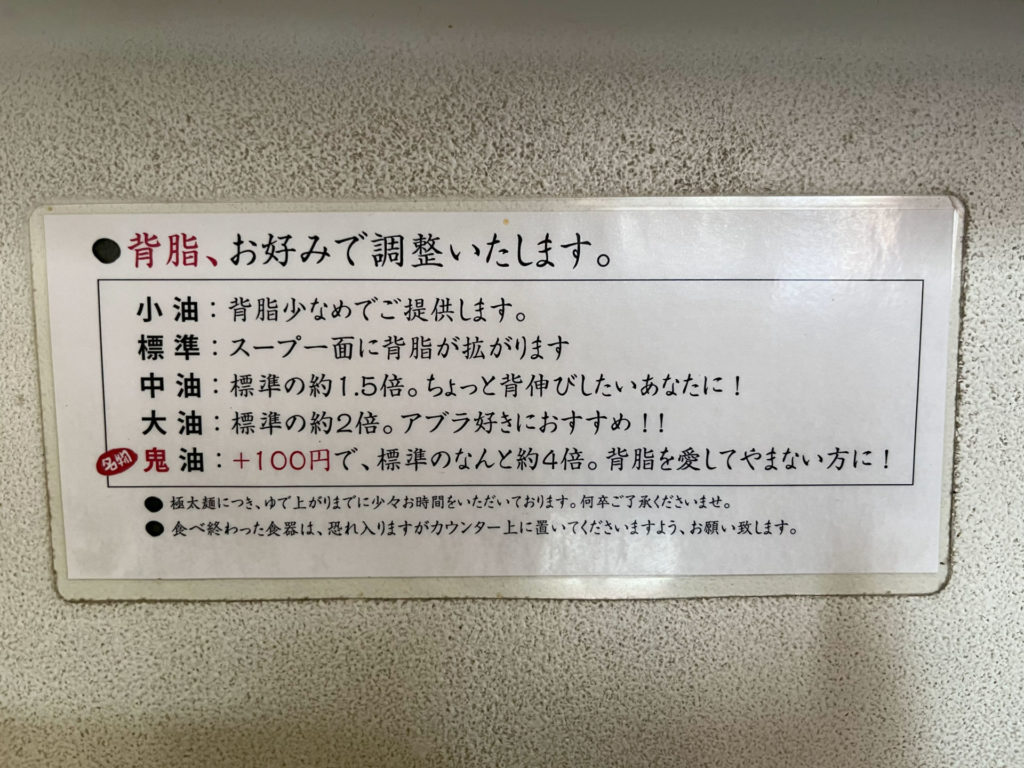 ●背脂、お好みで調整いたします。
小油：背脂少なめでご提供します。
標準：スープ一面に背脂が拡がります
中油：標準の約1.5倍。ちょっと背伸びしたいあなたに！
大油：標準の約2倍。アブラ好きにおすすめ！！
名物 鬼油：+100円で、標準のなんと約4倍。背脂を愛してやまない方に！
●極太麺につき、ゆで上がりまでに少々お時間をいただいております。何卒ご了承くださいませ。
●食べ終わった食器は、恐れ入りますがカウンター上に置いてくださいますよう、お願い致します。